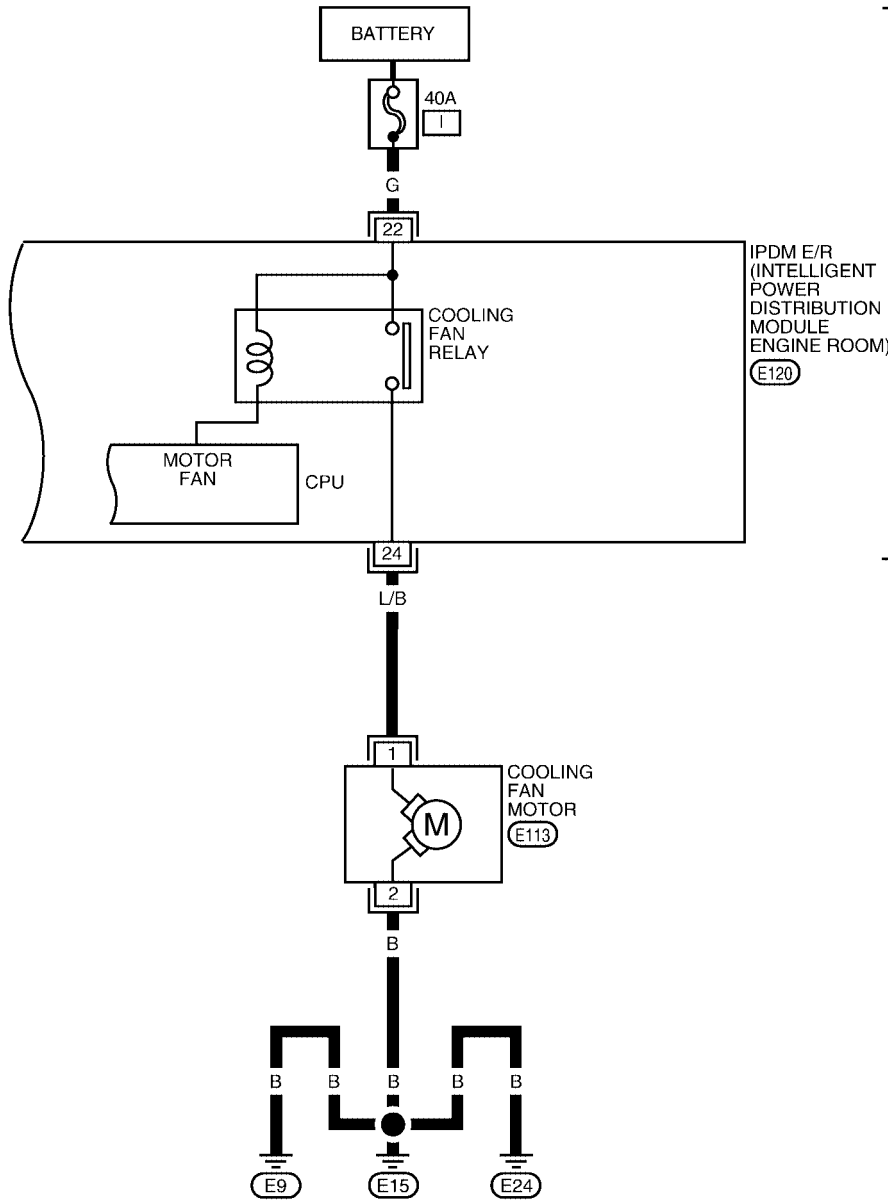 BATTERY
40A
I
G
22
IPDM E/R
(INTELLIGENT
POWER
DISTRIBUTION
MODULE
ENGINE ROOM)
E120
COOLING
FAN
RELAY
MOTOR
FAN
CPU
24
L/B
1
COOLING
FAN
MOTOR
E113
M
2
B
B B B B B
E9 E15 E24